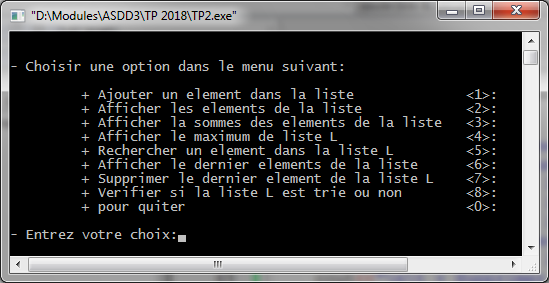 "D:\Modules\ASDD3\TP 2018\TP2.exe"
- Choisir une option dans le menu suivant:
+ Ajouter un element dans la liste <1>:
+ Afficher les elements de la liste <2>:
+ Afficher la sommes des elements de la liste <3>:
+ Afficher le maximum de liste L <4>:
+ Rechercher un element dans la liste L <5>:
+ Afficher le dernier elements de la liste <6>:
+ Supprimer le dernier element de la liste L <7>:
+ Verifier si la liste L est trie ou non <8>:
+ pour quiter <0>:
- Entrez votre choix: